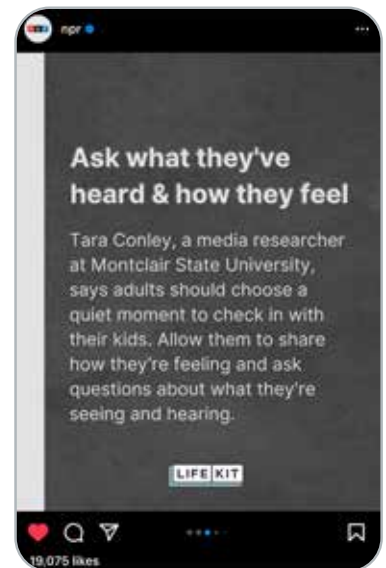 npr
Ask what they've
heard & how they feel
Tara Conley, a media researcher
at Montclair State University,
says adults should choose a
quiet moment to check in with
their kids. Allow them to share
how they're feeling and ask
questions about what they're
seeing and hearing.
LIFE KIT
19,075 likes